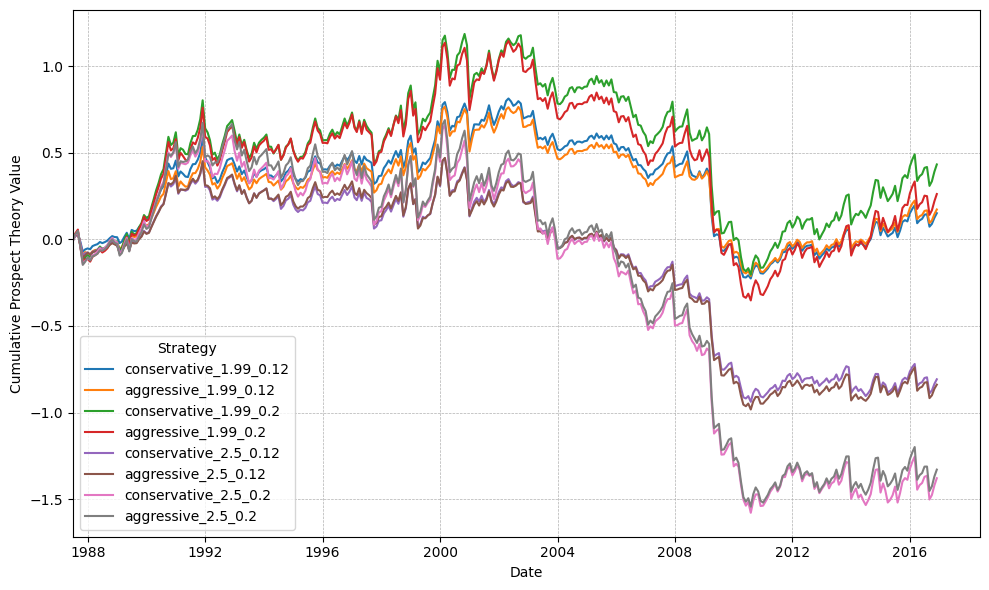 Cumulative Prospect Theory Value
1.0
0.5
0.0
−0.5
−1.0
−1.5
Strategy
conservative_1.99_0.12
aggressive_1.99_0.12
conservative_1.99_0.2
aggressive_1.99_0.2
conservative_2.5_0.12
aggressive_2.5_0.12
conservative_2.5_0.2
aggressive_2.5_0.2
1988 1992 1996 2000 2004 2008 2012 2016
Date